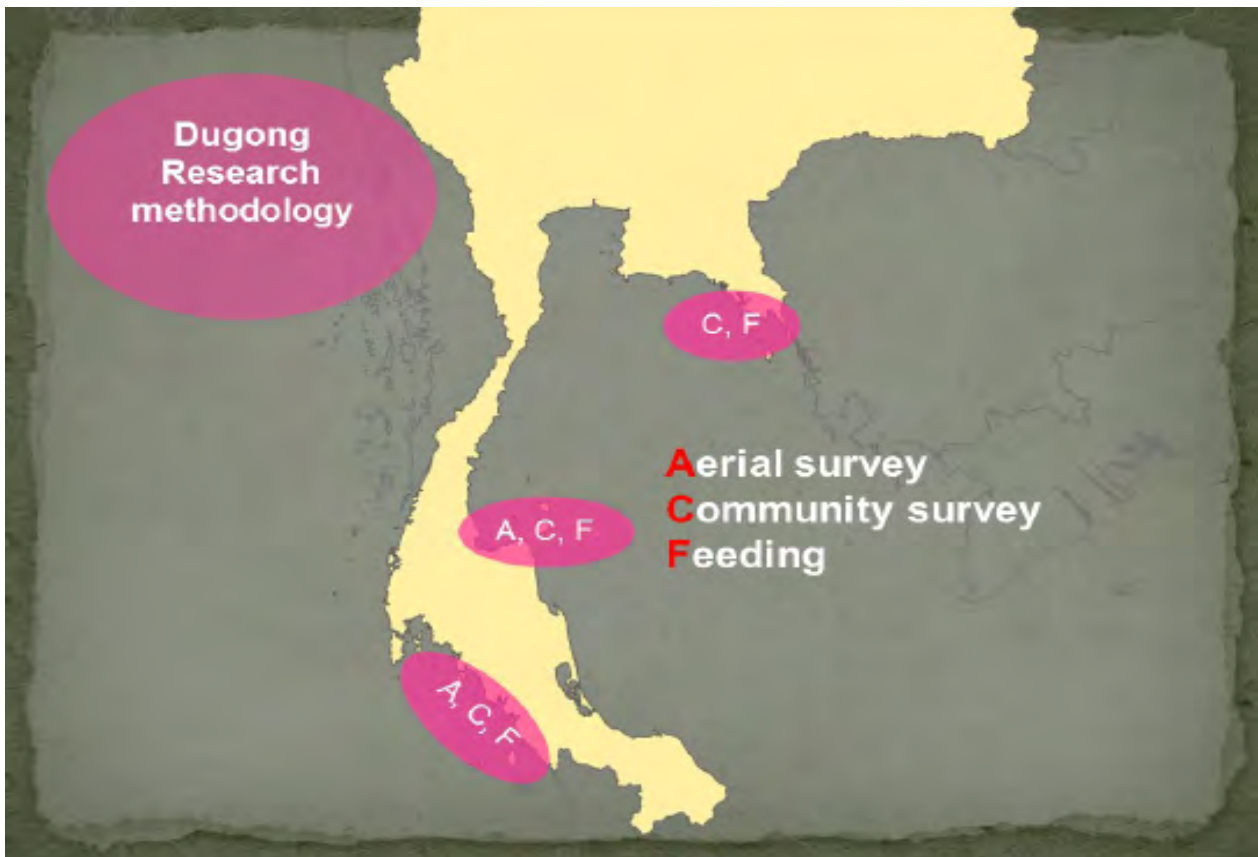 Dugong
Research
methodology
C, F
Aerial survey
Community survey
Feeding
A, C, F
A, C, F